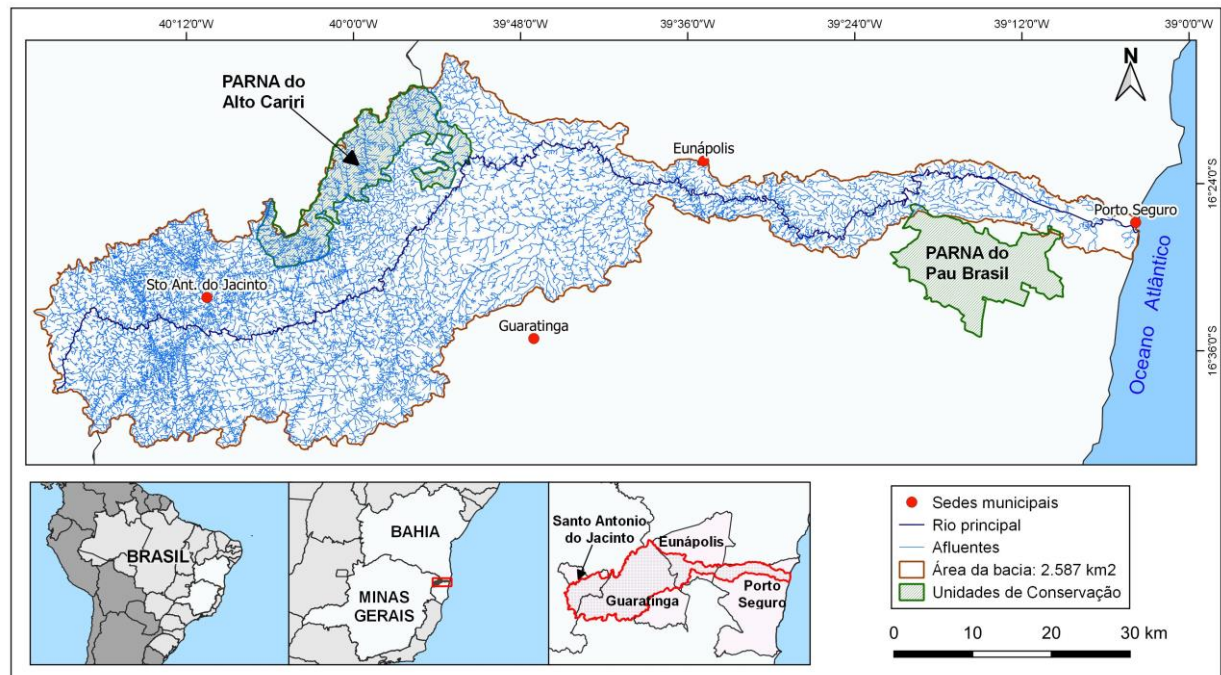 40°12'0"W
40°0'0"W
39°48'0"W
39°36'0"W
39°24'0"W
39°12'0"W
39°0'0"W
PARNA do
Alto Cariri
N
Eunápolis
16°24'0"S
Porto Seguro
PARNA do
Pau Brasil
Sto Ant. do Jacinto
Guaratinga
16°36'0"S
Oceano Atlântico
BRASIL
BAHIA
MINAS
GERAIS
Santo Antonio
do Jacinto
Eunápolis
Guaratinga
Porto
Seguro
Sedes municipais
Rio principal
Afluentes
Área da bacia: 2.587 km2
Unidades de Conservação
0 10 20 30 km